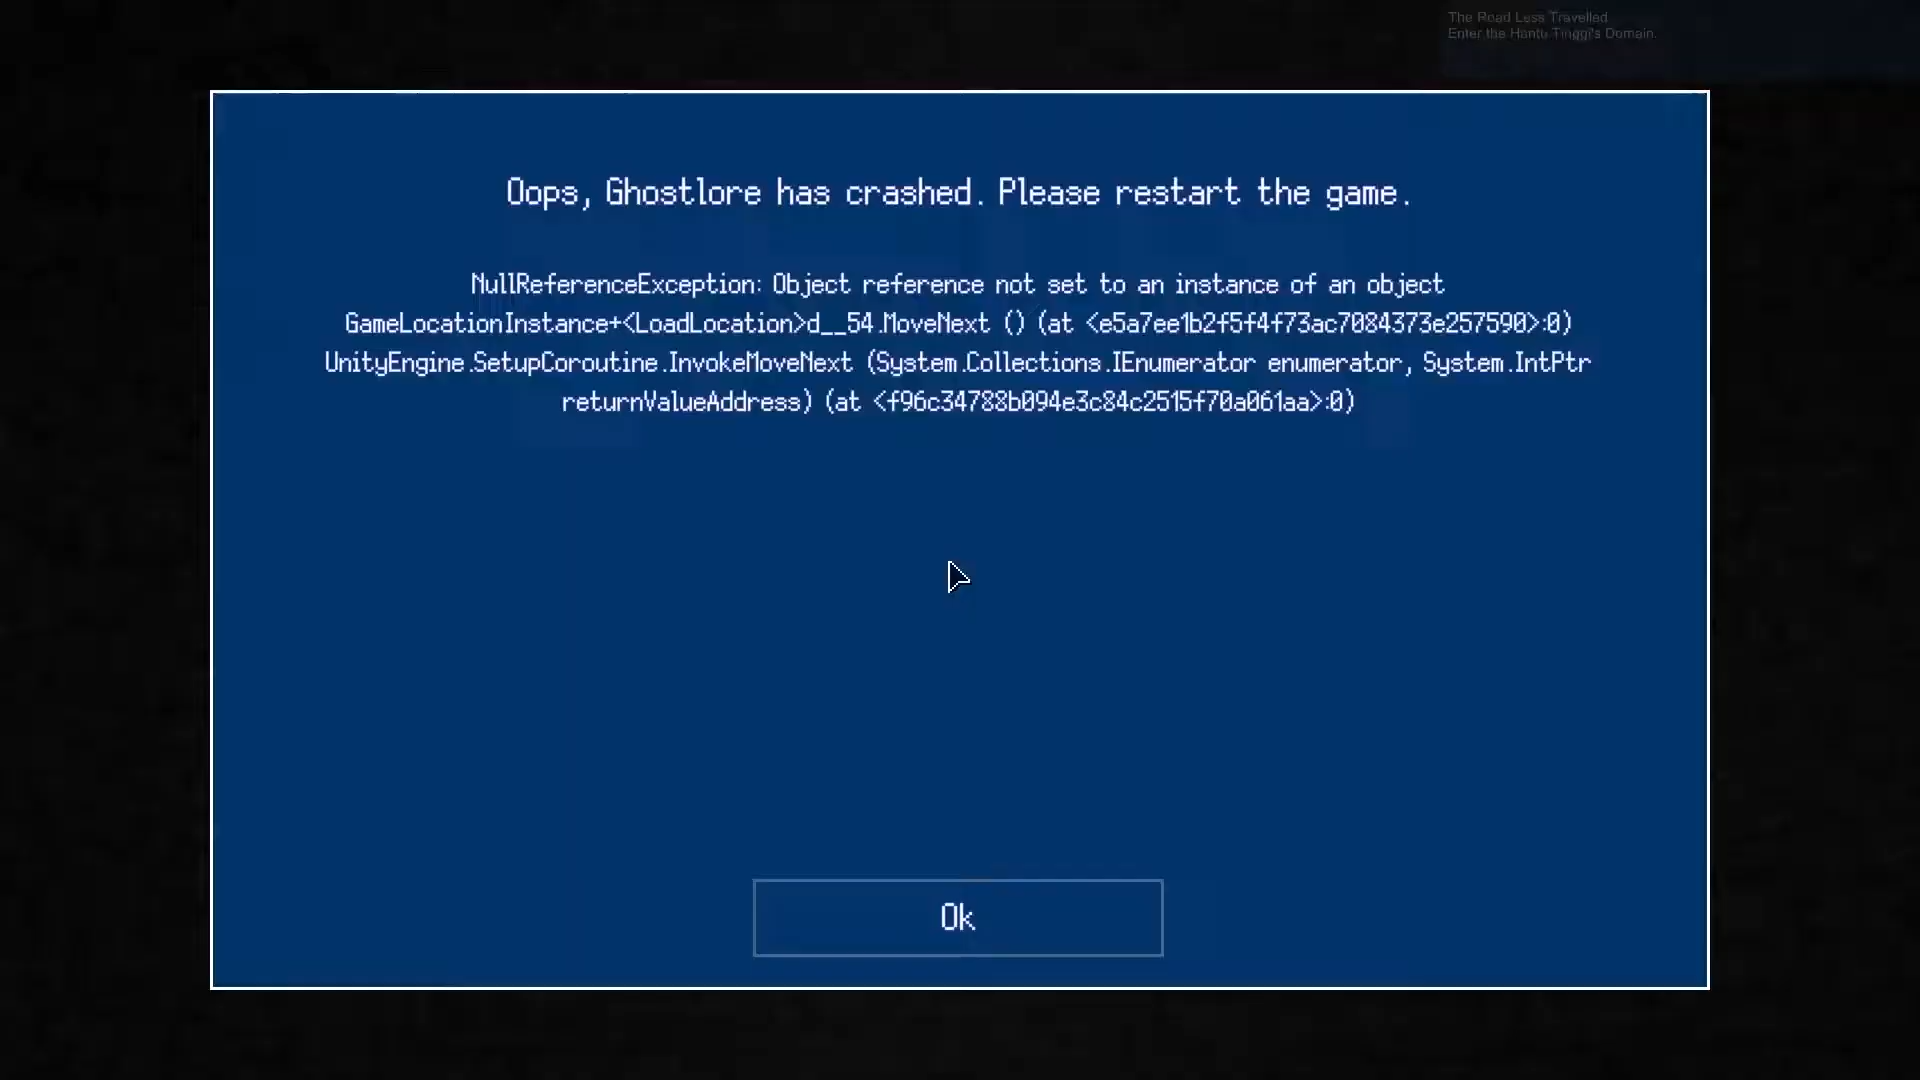 The Road Less Travelled
Enter the Hantu Tinggi's Domain.
Oops, Ghostlore has crashed. Please restart the game.
NullReferenceException: Object reference not set to an instance of an object
GameLocationInstance+<LoadLocation>d__54.MoveNext () (at <e5a7ee1b2f5f4f73ac7084373e257590>:0)
UnityEngine.SetupCoroutine.InvokeMoveNext (System.Collections.IEnumerator enumerator, System.IntPtr
returnValueAddress) (at <f96c34788b094e3c84c2515f70a061aa>:0)
Ok